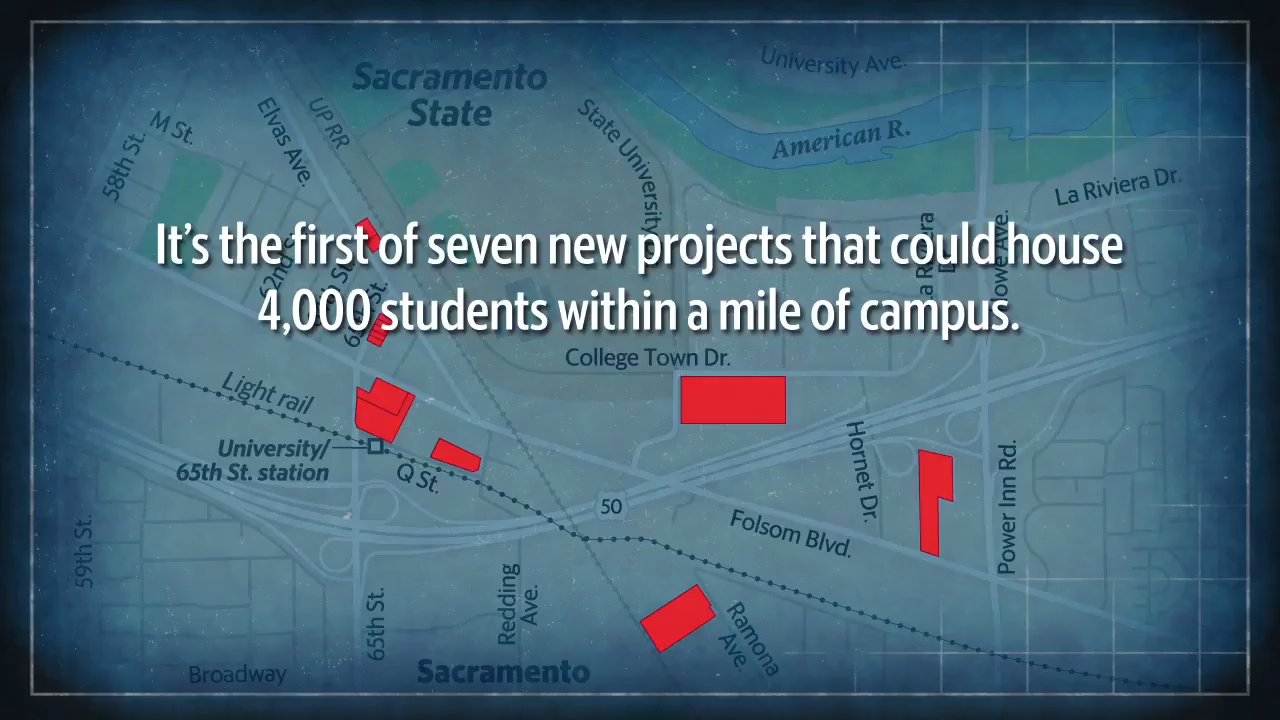 University Ave.
Sacramento
State
State University
UP RR
Elvas Ave.
M St.
58th St.
American R.
La Riviera Dr.
It's the first of seven new projects that could house
4,000 students within a mile of campus.
College Town Dr.
Light rail
University/
65th St. station
Q St.
Hornet Dr.
Power Inn Rd.
50
Folsom Blvd.
59th St.
65th St.
Redding
Ave.
Ramona
Ave.
Broadway
Sacramento